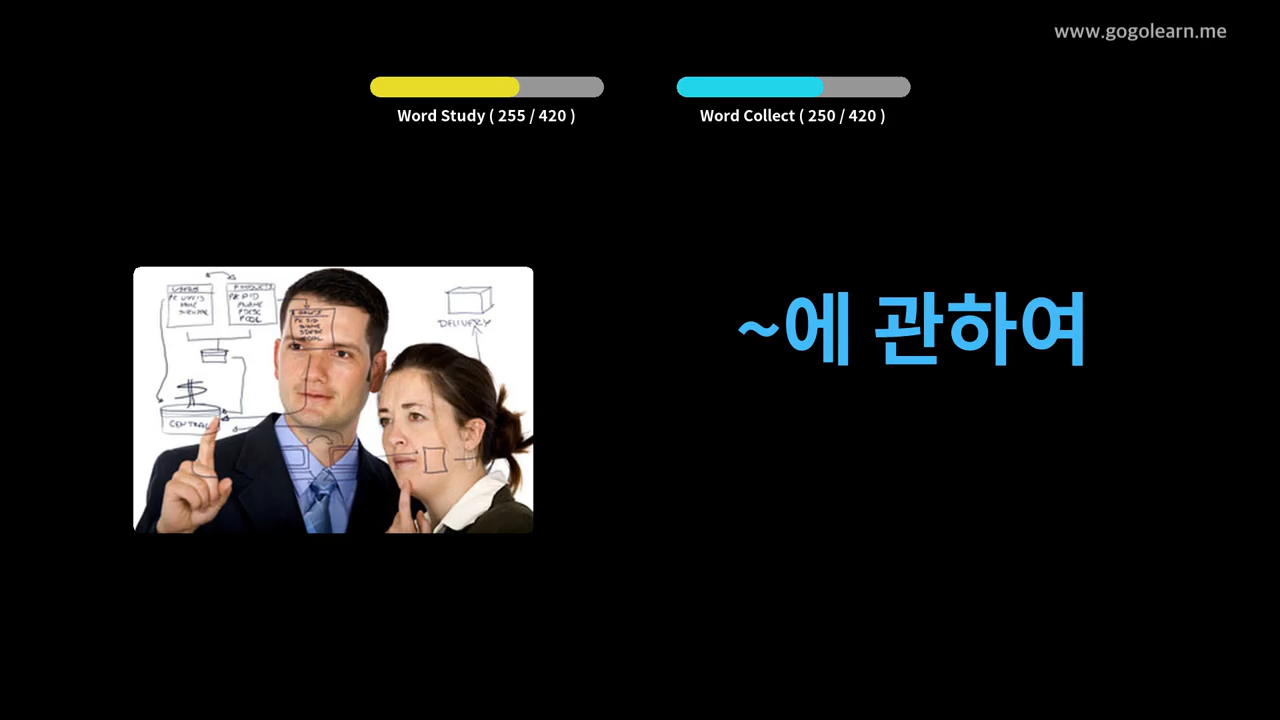 www.gogolearn.me
Word Study ( 255 / 420 )
Word Collect ( 250 / 420 )
~에 관하여
DELIVERY
CENTRAL
$